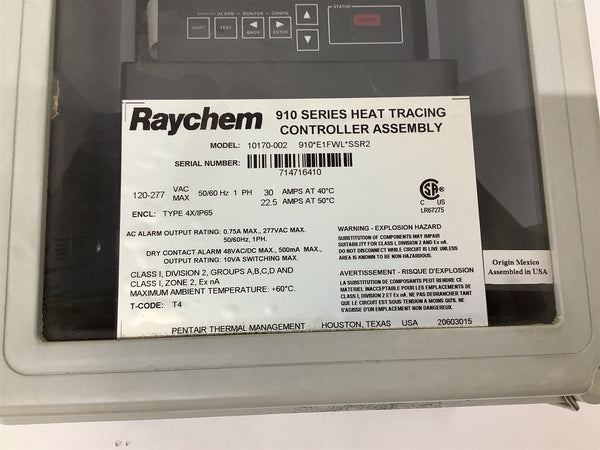 ALARM - MONITOR - CONFIG
STATUS
SHIFT TEST BACK ENTER
ALARM
Raychem 910 SERIES HEAT TRACING
CONTROLLER ASSEMBLY
MODEL: 10170-002 910*E1FWL*SSR2
SERIAL NUMBER:
714716410
120-277 VAC MAX 50/60 Hz 1 PH 30 AMPS AT 40°C
22.5 AMPS AT 50°C
ENCL: TYPE 4X/IP65
CSA
C US
LR67275
AC ALARM OUTPUT RATING: 0.75A MAX., 277VAC MAX.
50/60HZ, 1PH.
DRY CONTACT ALARM 48VAC/DC MAX., 500mA MAX.
OUTPUT RATING: 10VA SWITCHING MAX.
CLASS I, DIVISION 2, GROUPS A,B,C,D AND
CLASS I, ZONE 2, Ex nA
MAXIMUM AMBIENT TEMPERATURE: +60°C.
T-CODE: T4
WARNING - EXPLOSION HAZARD
SUBSTITUTION OF COMPONENTS MAY IMPAIR
SUITABILITY FOR CLASS I, DIVISION 2 AND Ex nA.
DO NOT DISCONNECT WHILE CIRCUIT IS LIVE UNLESS
AREA IS KNOWN TO BE NON-HAZARDOUS.
AVERTISSEMENT - RISQUE D'EXPLOSION
LA SUBSTITUTION DE COMPOSANTS PEUT RENDRE CE
MATERIEL INACCEPTABLE POUR LES EMPLACEMENTS DE
CLASS I, DIVISION 2 ET Ex nA. NE PAS DEBRANCHER TANT
QUE LE CIRCUIT EST SOUS TENSION A MOINS QU'IL NE
S'AGISSE D'UN EMPLACEMENT NON DANGEREUX.
Origin Mexico
Assembled in USA
PENTAIR THERMAL MANAGEMENT HOUSTON, TEXAS USA 20603015